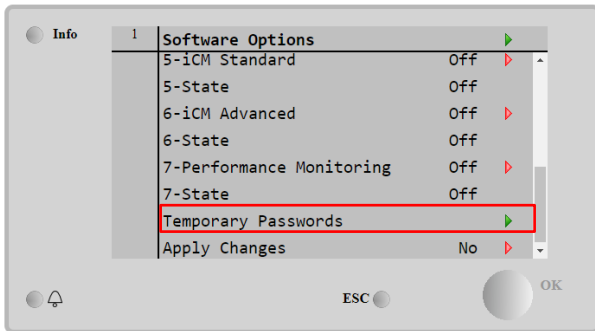 Info
1 Software Options
5-iCM Standard Off
5-State Off
6-iCM Advanced Off
6-State Off
7-Performance Monitoring Off
7-State Off
Temporary Passwords
Apply Changes No
ESC
OK